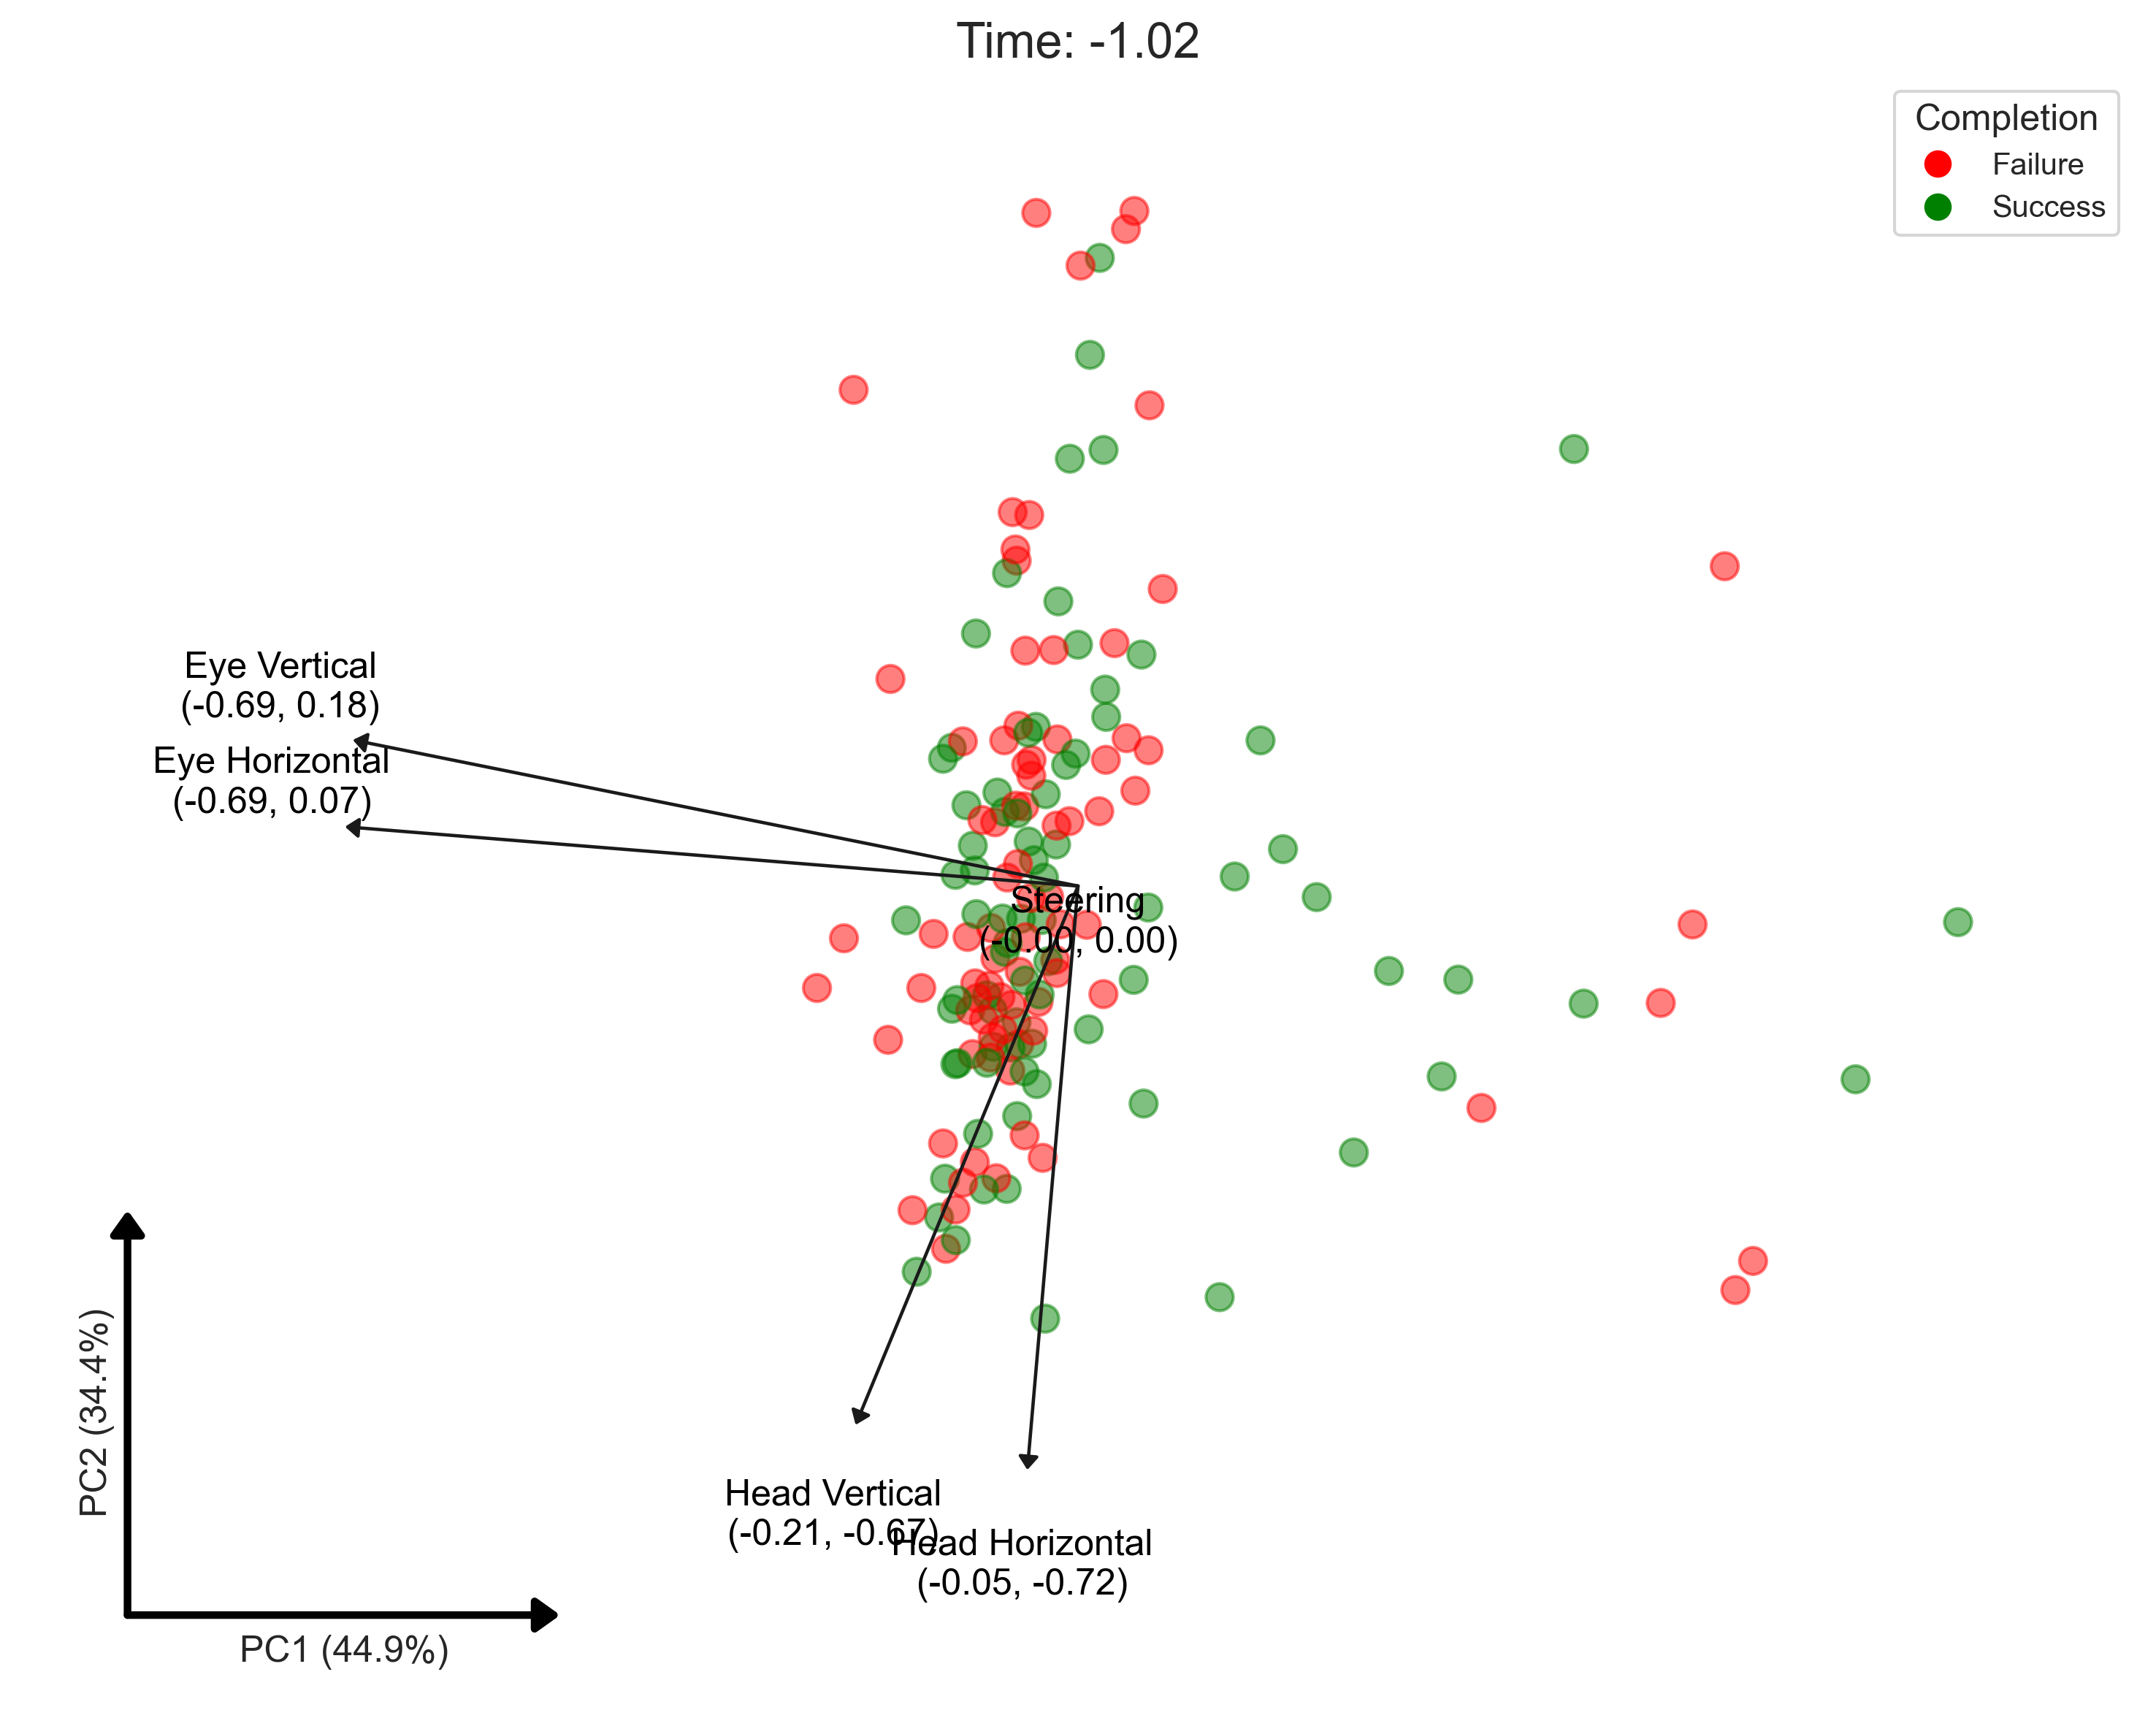 Time: -1.02
Completion
Failure
Success
Eye Vertical
(-0.69, 0.18)
Eye Horizontal
(-0.69, 0.07)
Steering
(-0.00, 0.00)
Head Vertical
(-0.21, -0.67)
Head Horizontal
(-0.05, -0.72)
PC2 (34.4%)
PC1 (44.9%)